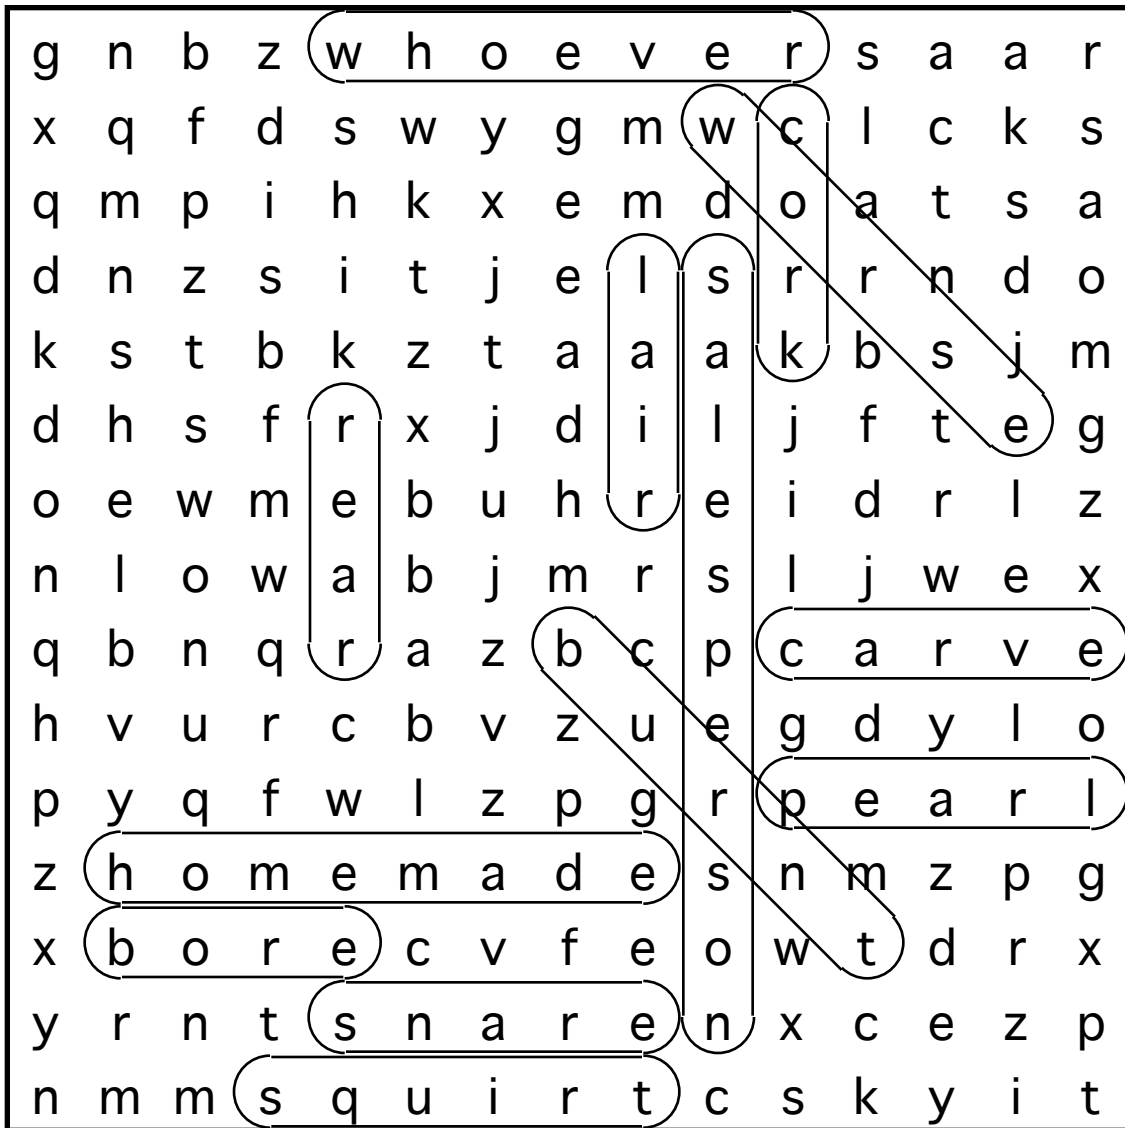 g n b z w h o e v e r s a a r
x q f d s w y g m w c l c k s
q m p i h k x e m d o a t s a
d n z s i t j e l s r r n d o
k s t b k z t a a a k b s j m
d h s f r x j d i l j f t e g
o e w m e b u h r e i d r l z
n l o w a b j m r s l j w e x
q b n q r a z b c p c a r v e
h v u r c b v z u e g d y l o
p y q f w l z p g r p e a r l
z h o m e m a d e s n m z p g
x b o r e c v f e o w t d r x
y r n t s n a r e n x c e z p
n m m s q u i r t c s k y i t